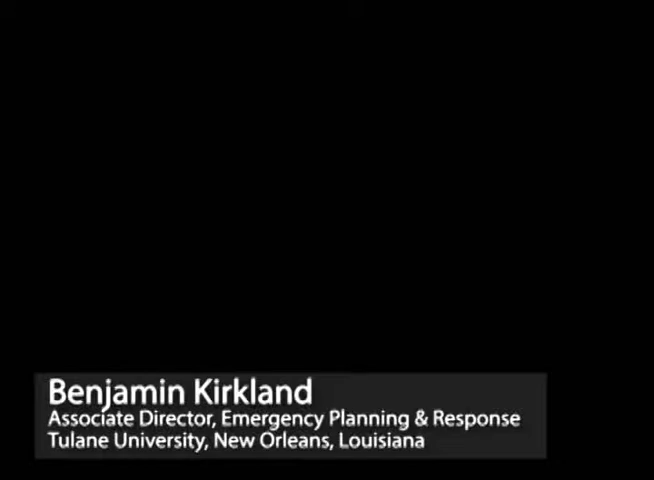 Benjamin Kirkland
Associate Director, Emergency Planning & Response
Tulane University, New Orleans, Louisiana